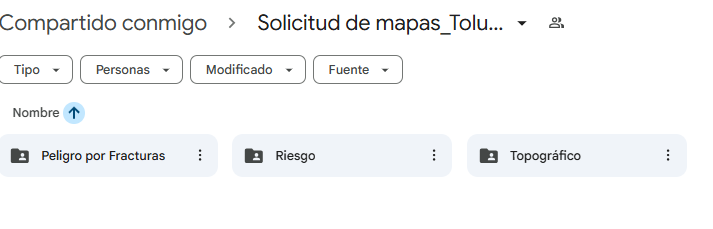 Compartido conmigo > Solicitud de mapas_Tolu...
Tipo Personas Modificado Fuente
Nombre
Peligro por Fracturas Riesgo Topográfico